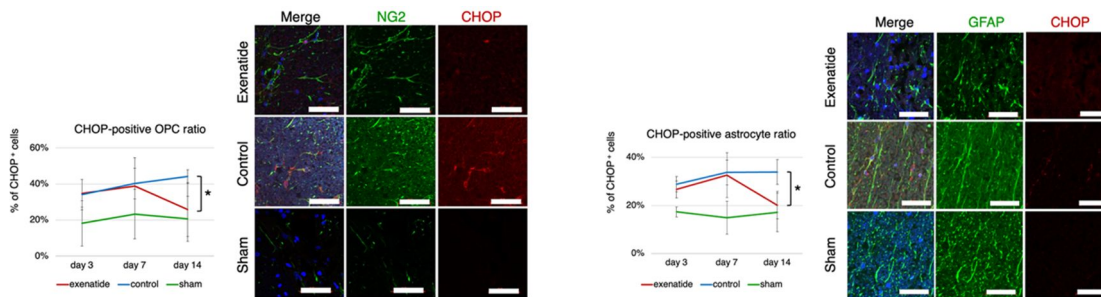 Merge NG2 CHOP
Exenatide
Control
Sham
CHOP-positive OPC ratio
% of CHOP⁺ cells
60%
40%
20%
0%
*
day 3 day 7 day 14
exenatide control sham
Merge GFAP CHOP
Exenatide
Control
Sham
CHOP-positive astrocyte ratio
% of CHOP⁺ cells
40%
20%
0%
*
day 3 day 7 day 14
exenatide control sham